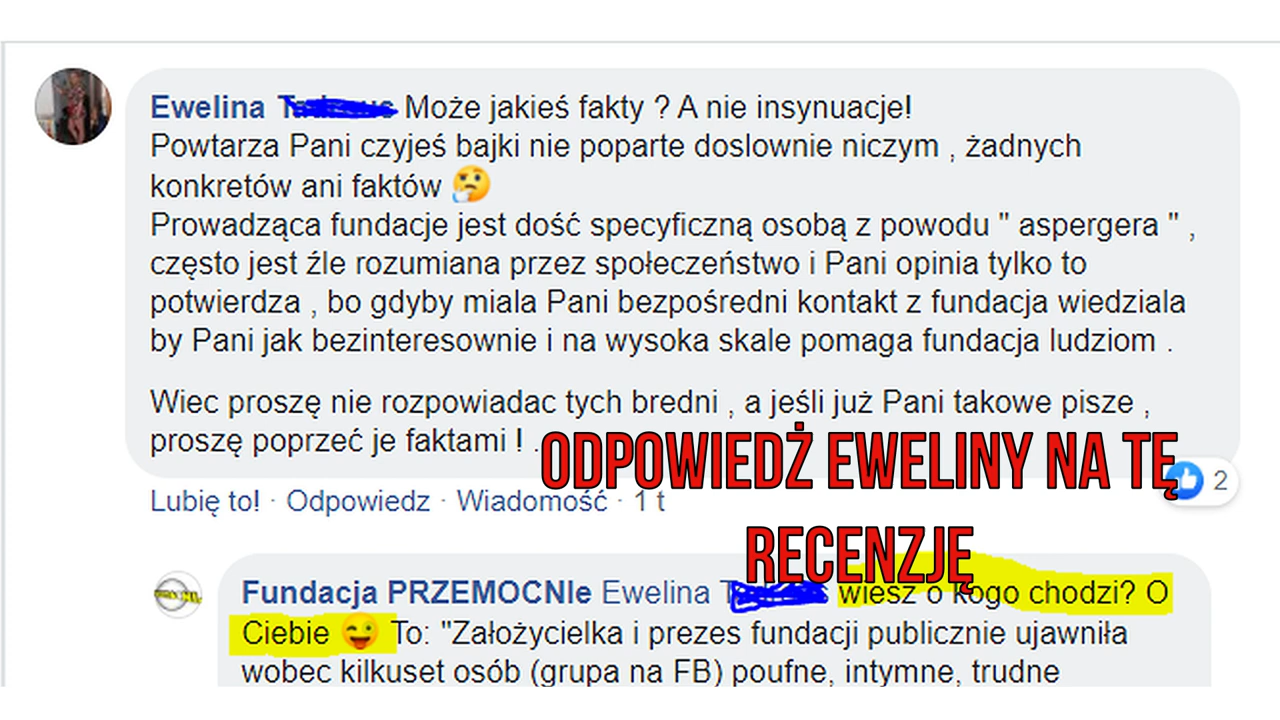 Ewelina Może jakieś fakty ? A nie insynuacje!
Powtarza Pani czyjeś bajki nie poparte doslownie niczym , żadnych
konkretów ani faktów 🤔
Prowadząca fundacje jest dość specyficzną osobą z powodu " aspergera " ,
często jest źle rozumiana przez społeczeństwo i Pani opinia tylko to
potwierdza , bo gdyby miala Pani bezpośredni kontakt z fundacja wiedziala
by Pani jak bezinteresownie i na wysoka skale pomaga fundacja ludziom .
Wiec proszę nie rozpowiadac tych bredni , a jeśli już Pani takowe pisze ,
proszę poprzeć je faktami ! .
ODPOWIEDŻ EWELINY NA TĘ
RECENZJĘ
2
Lubię to! · Odpowiedz · Wiadomość · 1 t
Fundacja PRZEMOCNIe Ewelina wiesz o kogo chodzi? O
Ciebie 😜 To: "Założycielka i prezes fundacji publicznie ujawniła
wobec kilkuset osób (grupa na FB) poufne, intymne, trudne